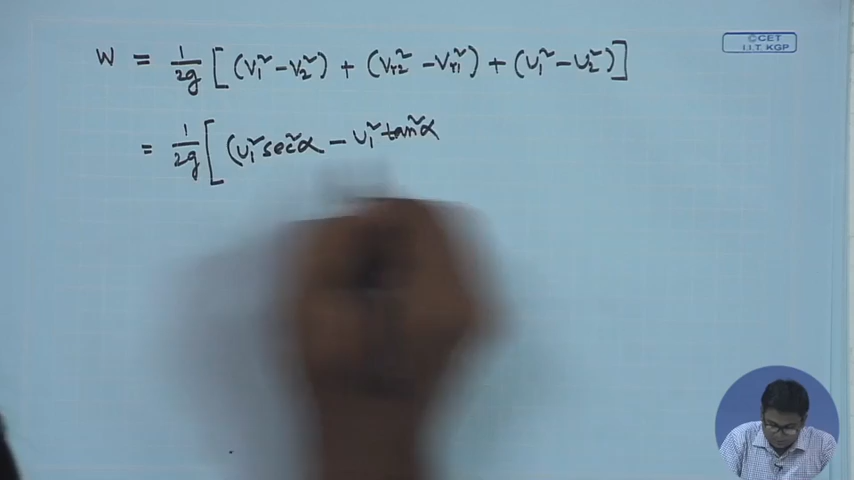 ©CET
I.I.T. KGP
W = 1/2g [ (V₁² - V₂²) + (Vr₂² - Vr₁²) + (U₁² - U₂²) ]
= 1/2g [ (U₁² sec²α - U₁² tan²α